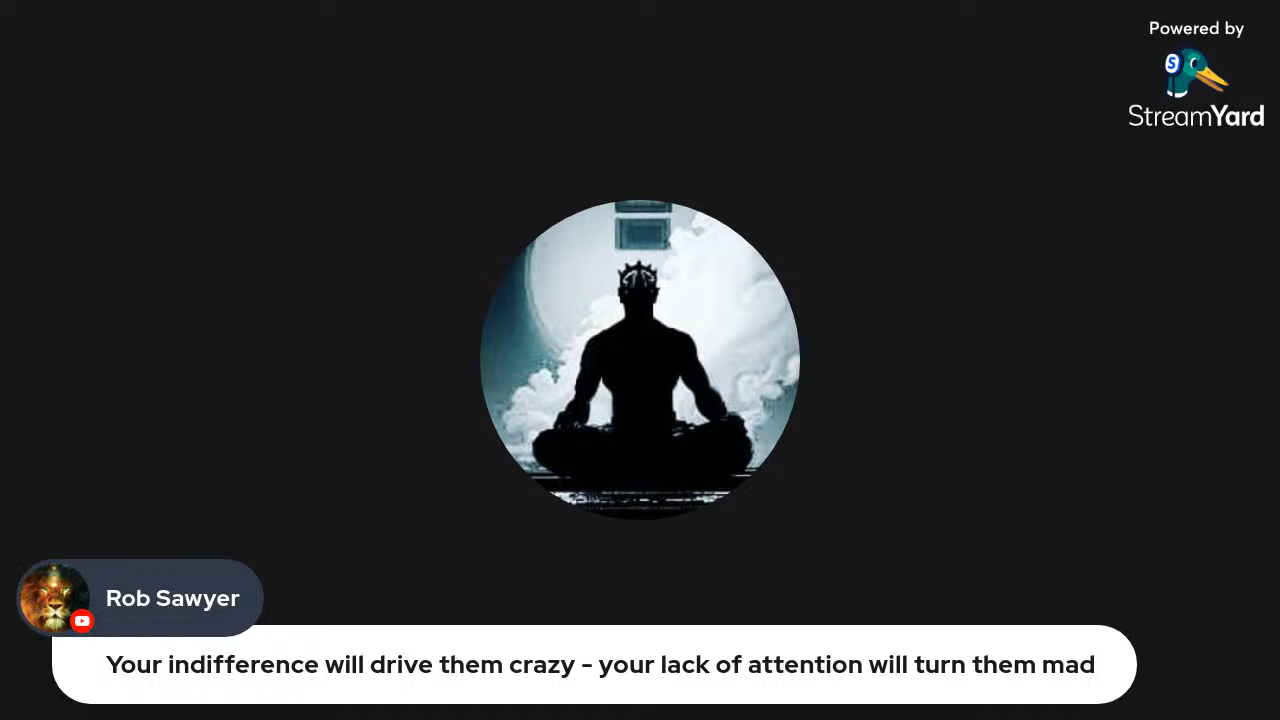 Powered by
S
StreamYard
Rob Sawyer
Your indifference will drive them crazy - your lack of attention will turn them mad